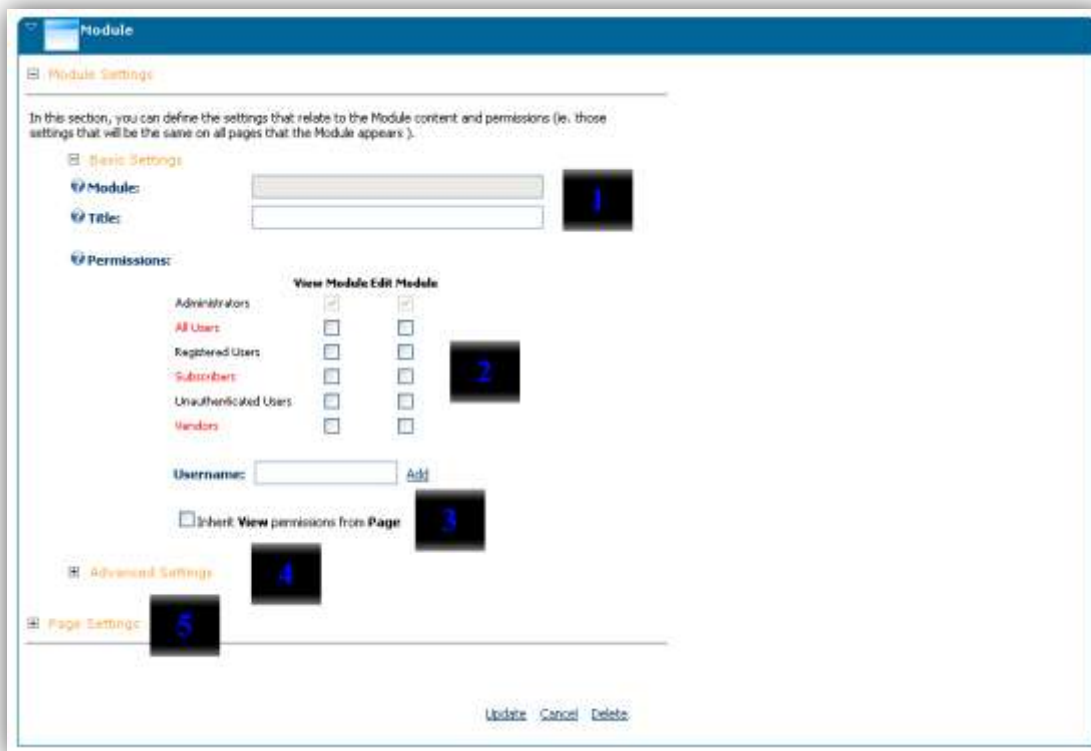 Module
Module Settings
In this section, you can define the settings that relate to the Module content and permissions (ie. those
settings that will be the same on all pages that the Module appears ).
Basic Settings
Module:
1
Title:
Permissions:
View Module Edit Module
Administrators
All Users
Registered Users
Subscribers
2
Unauthenticated Users
Vendors
Username: Add
Inherit View permissions from Page
3
Advanced Settings
4
Page Settings
5
Update Cancel Delete